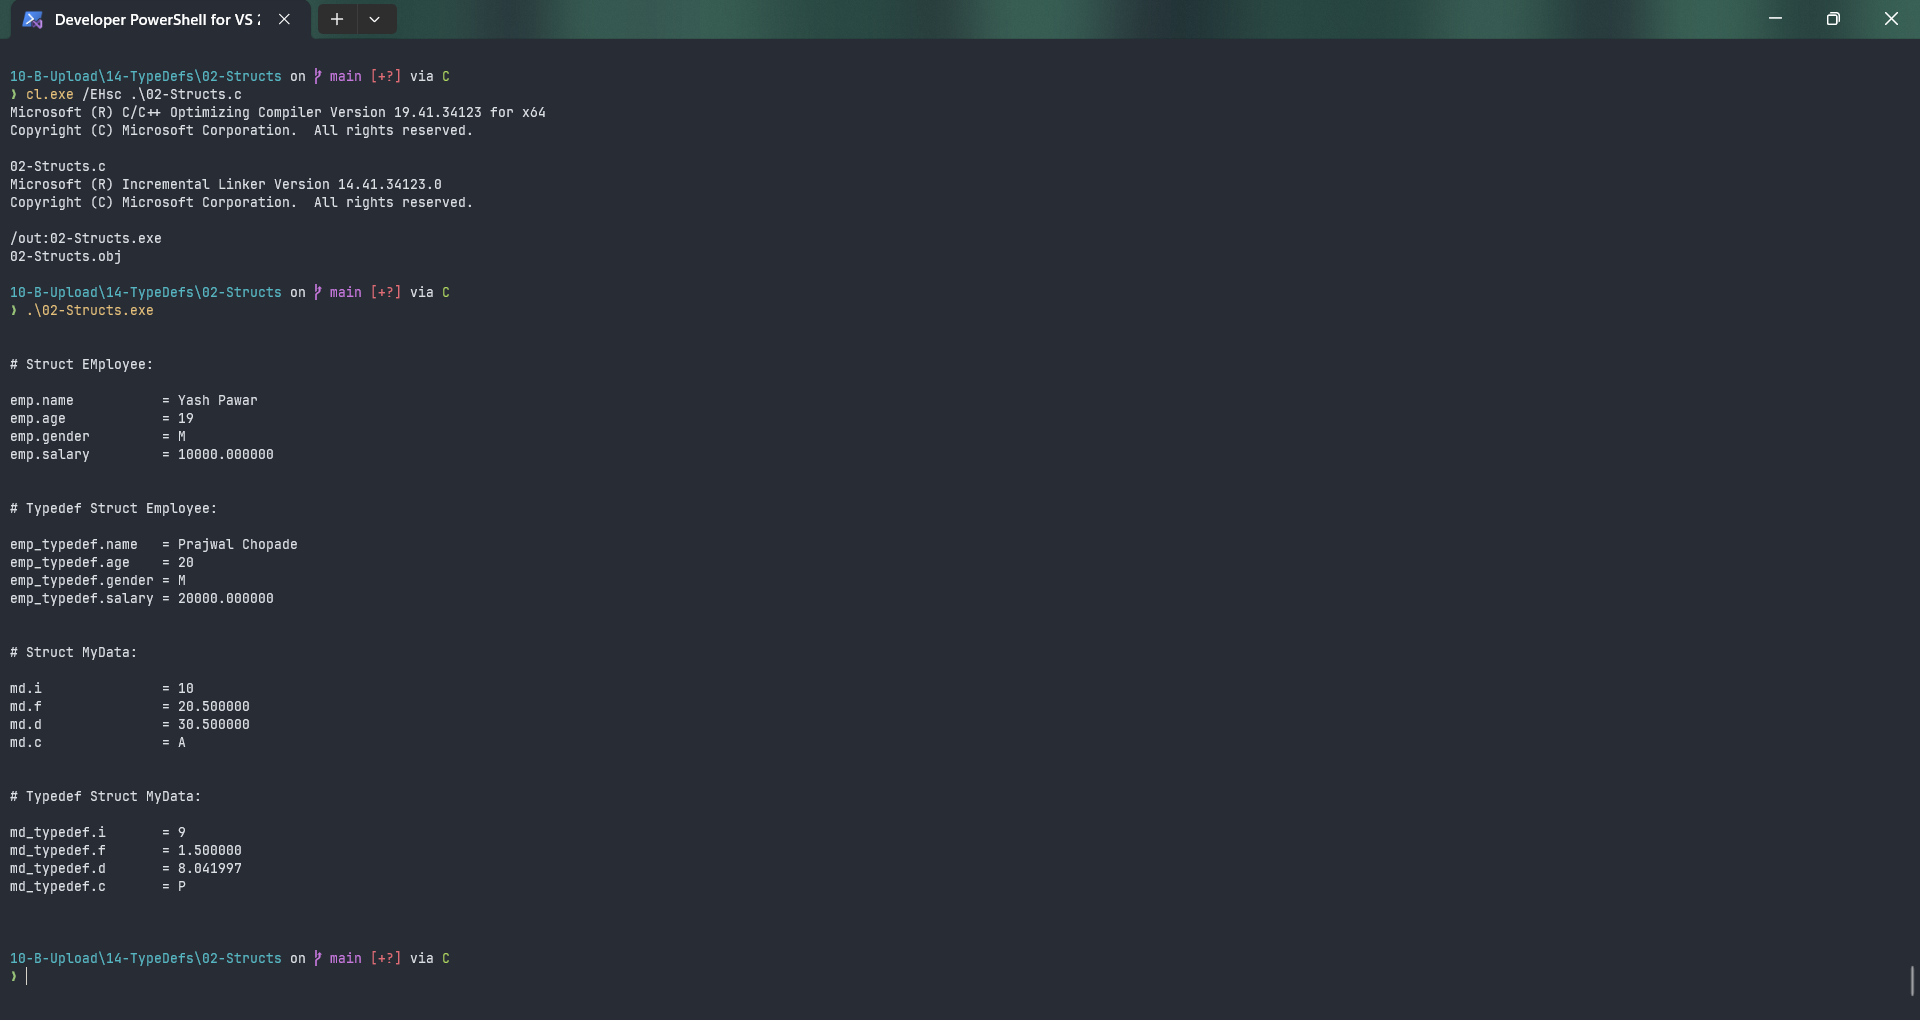 Developer PowerShell for VS 2
10-B-Upload\14-TypeDefs\02-Structs on main [+?] via C
❯ cl.exe /EHsc .\02-Structs.c
Microsoft (R) C/C++ Optimizing Compiler Version 19.41.34123 for x64
Copyright (C) Microsoft Corporation.  All rights reserved.
02-Structs.c
Microsoft (R) Incremental Linker Version 14.41.34123.0
Copyright (C) Microsoft Corporation.  All rights reserved.
/out:02-Structs.exe
02-Structs.obj
10-B-Upload\14-TypeDefs\02-Structs on main [+?] via C
❯ .\02-Structs.exe
# Struct EMployee:
emp.name           = Yash Pawar
emp.age            = 19
emp.gender         = M
emp.salary         = 10000.000000
# Typedef Struct Employee:
emp_typedef.name   = Prajwal Chopade
emp_typedef.age    = 20
emp_typedef.gender = M
emp_typedef.salary = 20000.000000
# Struct MyData:
md.i               = 10
md.f               = 20.500000
md.d               = 30.500000
md.c               = A
# Typedef Struct MyData:
md_typedef.i       = 9
md_typedef.f       = 1.500000
md_typedef.d       = 8.041997
md_typedef.c       = P
10-B-Upload\14-TypeDefs\02-Structs on main [+?] via C
❯